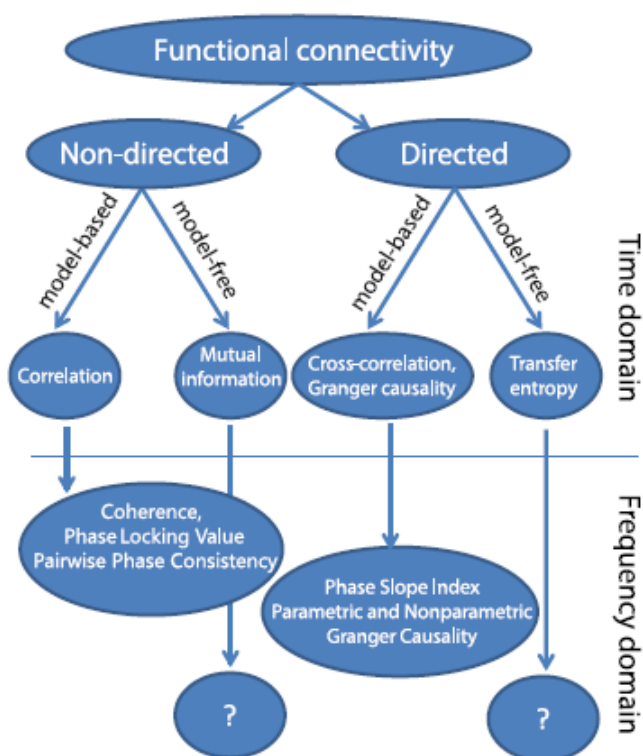 Functional connectivity
Non-directed
Directed
model-based
model-free
model-based
model-free
Time domain
Correlation
Mutual
information
Cross-correlation,
Granger causality
Transfer
entropy
Frequency domain
Coherence,
Phase Locking Value
Pairwise Phase Consistency
Phase Slope Index
Parametric and Nonparametric
Granger Causality
?
?